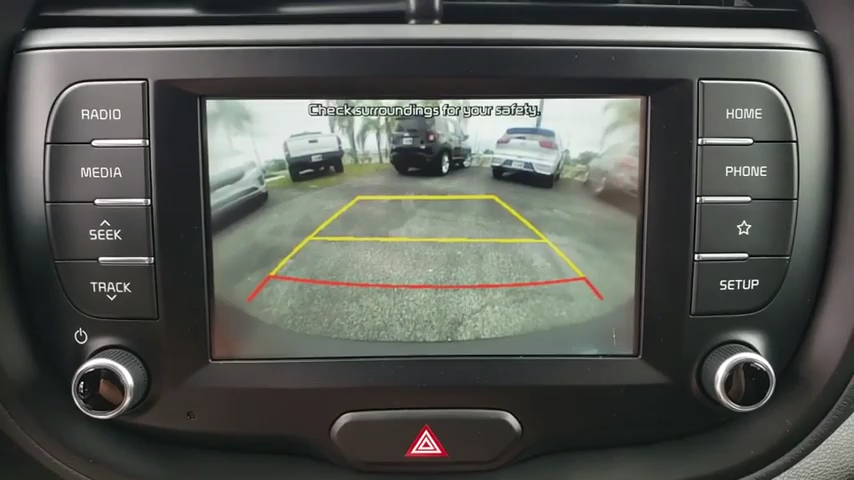 Check surroundings for your safety.
RADIO
MEDIA
SEEK
TRACK
HOME
PHONE
SETUP